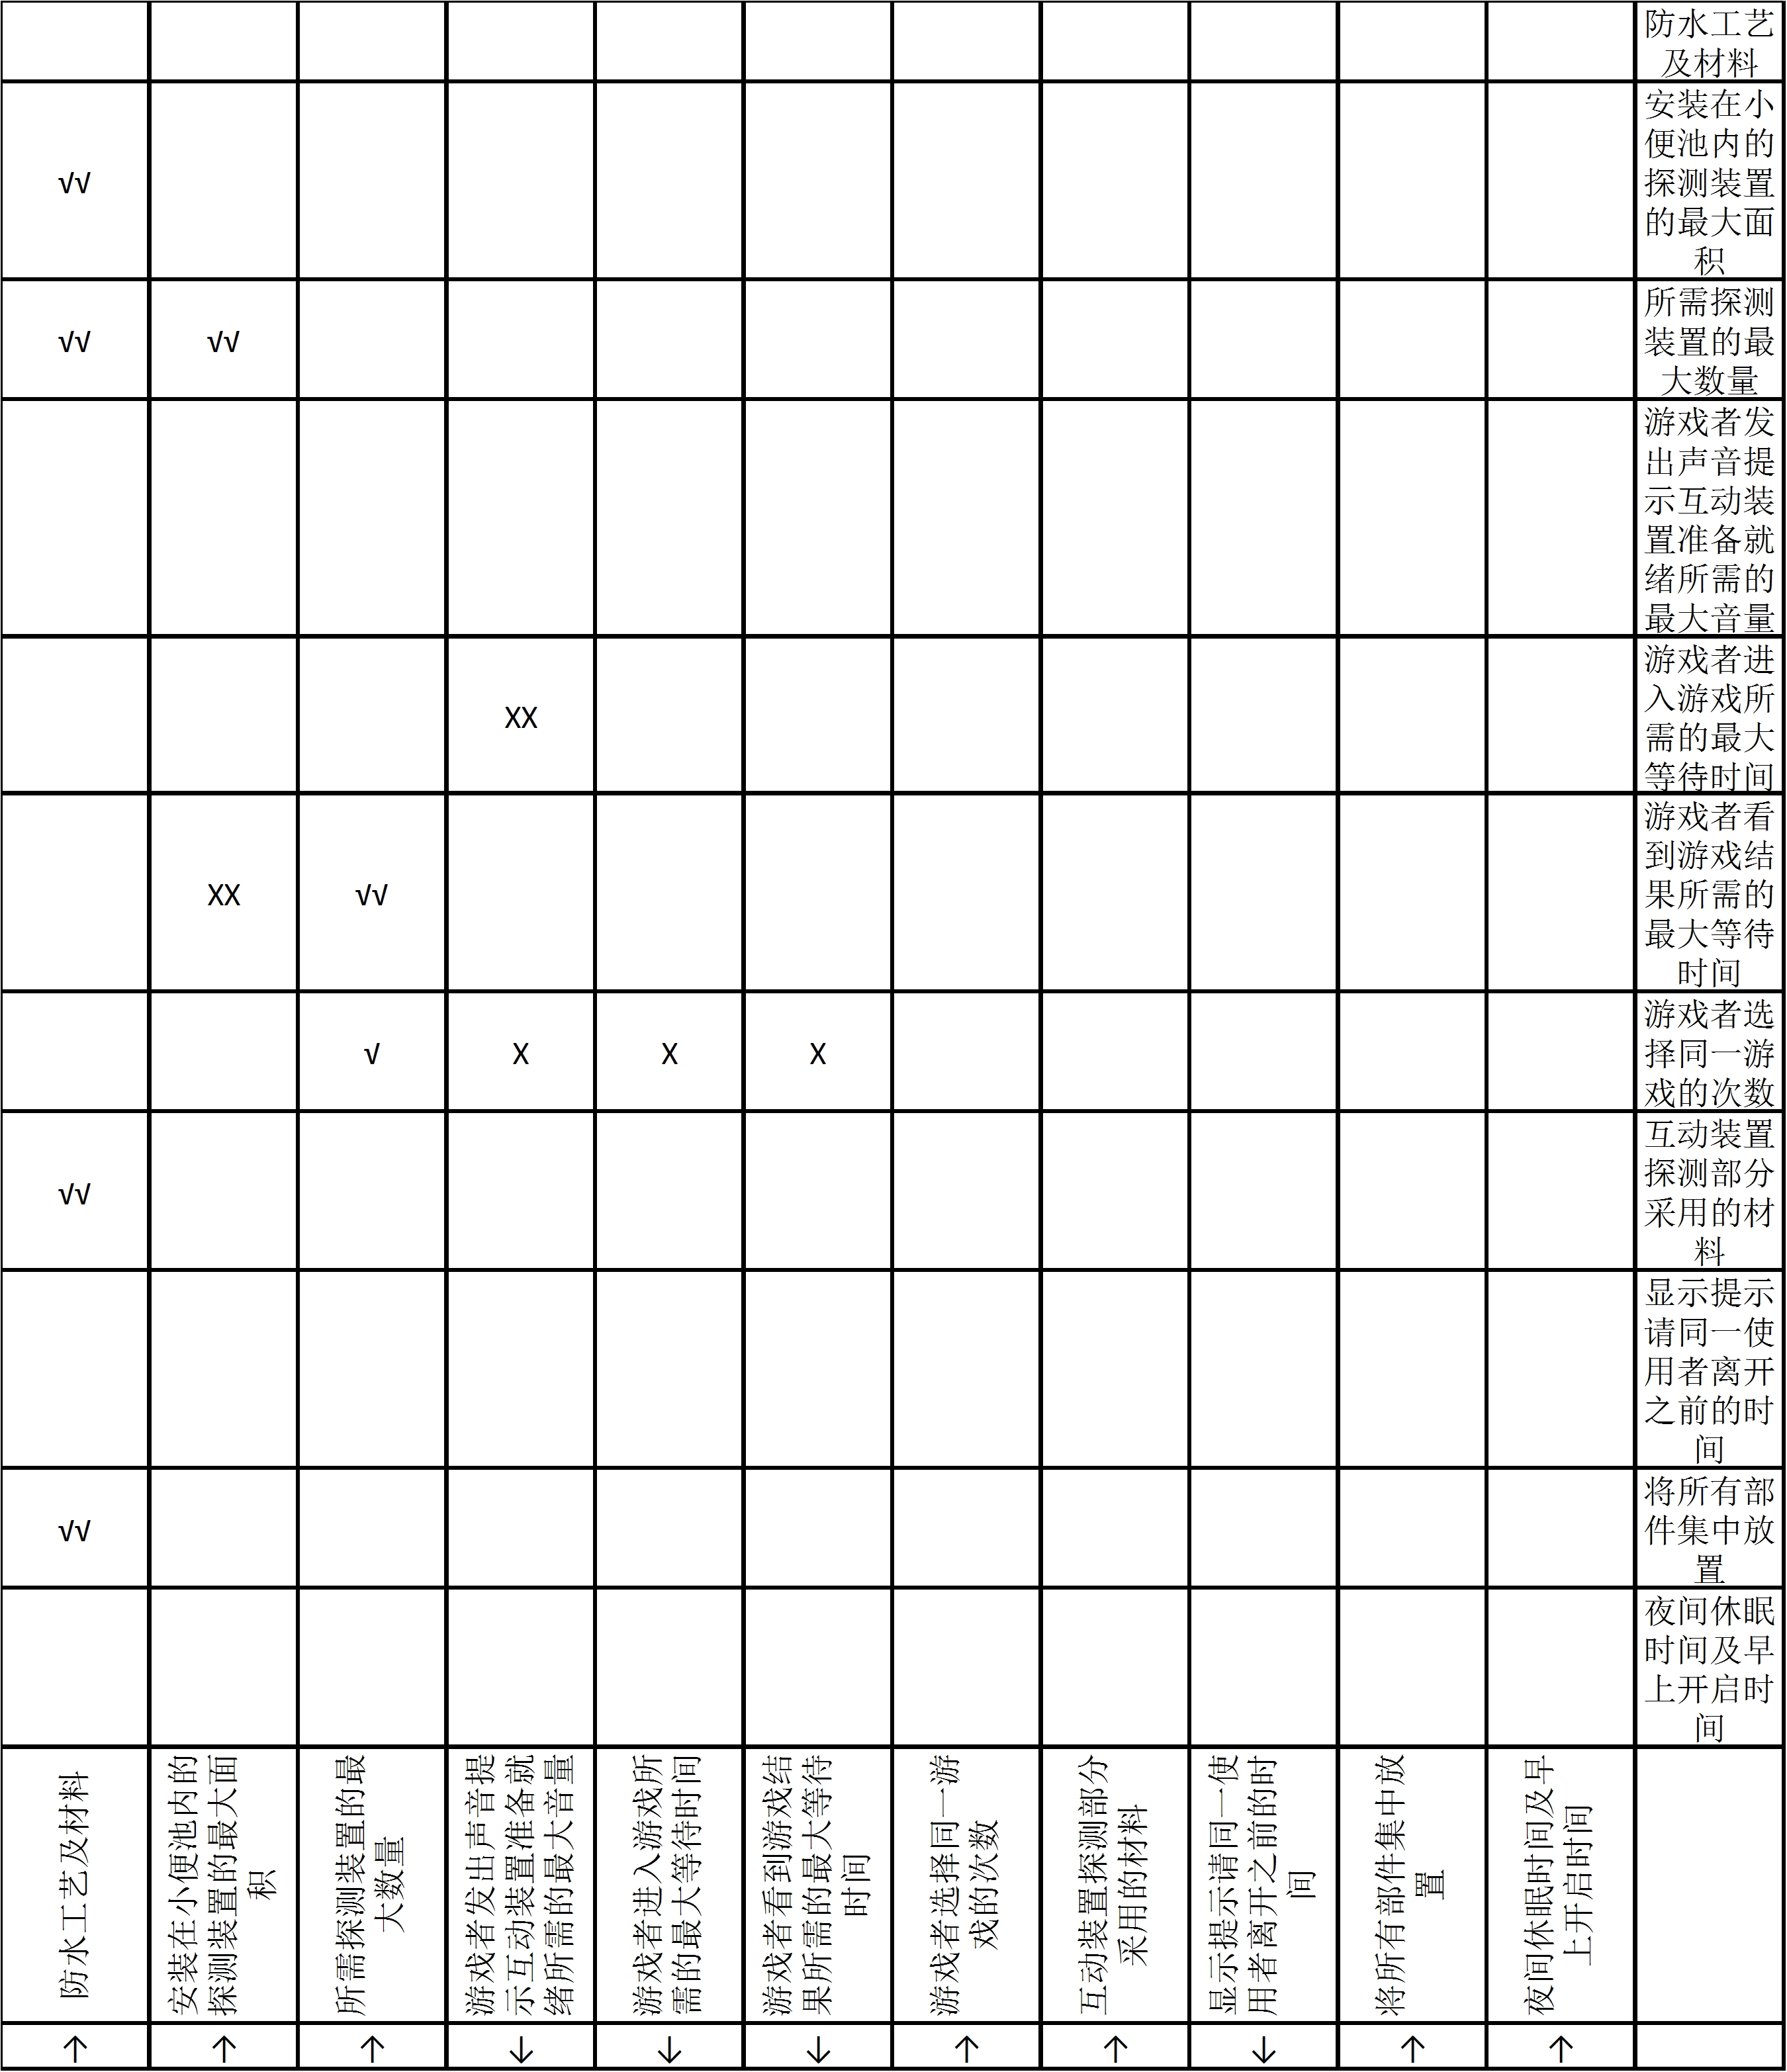 防水工艺
及材料
√√
安装在小
便池内的
探测装置
的最大面
积
√√ √√
所需探测
装置的最
大数量
游戏者发
出声音提
示互动装
置准备就
绪所需的
最大音量
XX
游戏者进
入游戏所
需的最大
等待时间
XX √√
游戏者看
到游戏结
果所需的
最大等待
时间
√ X X X
游戏者选
择同一游
戏的次数
√√
互动装置
探测部分
采用的材
料
显示提示
请同一使
用者离开
之前的时
间
√√
将所有部
件集中放
置
夜间休眠
时间及早
上开启时
间
防水工艺及材料
安装在小便池内的
探测装置的最大面
积
所需探测装置的最
大数量
游戏者发出声音提
示互动装置准备就
绪所需的最大音量
游戏者进入游戏所
需的最大等待时间
游戏者看到游戏结
果所需的最大等待
时间
游戏者选择同一游
戏的次数
互动装置探测部分
采用的材料
显示提示请同一使
用者离开之前的时
间
将所有部件集中放
置
夜间休眠时间及早
上开启时间
↑ ↑ ↑ ↓ ↓ ↓ ↑ ↑ ↓ ↑ ↑